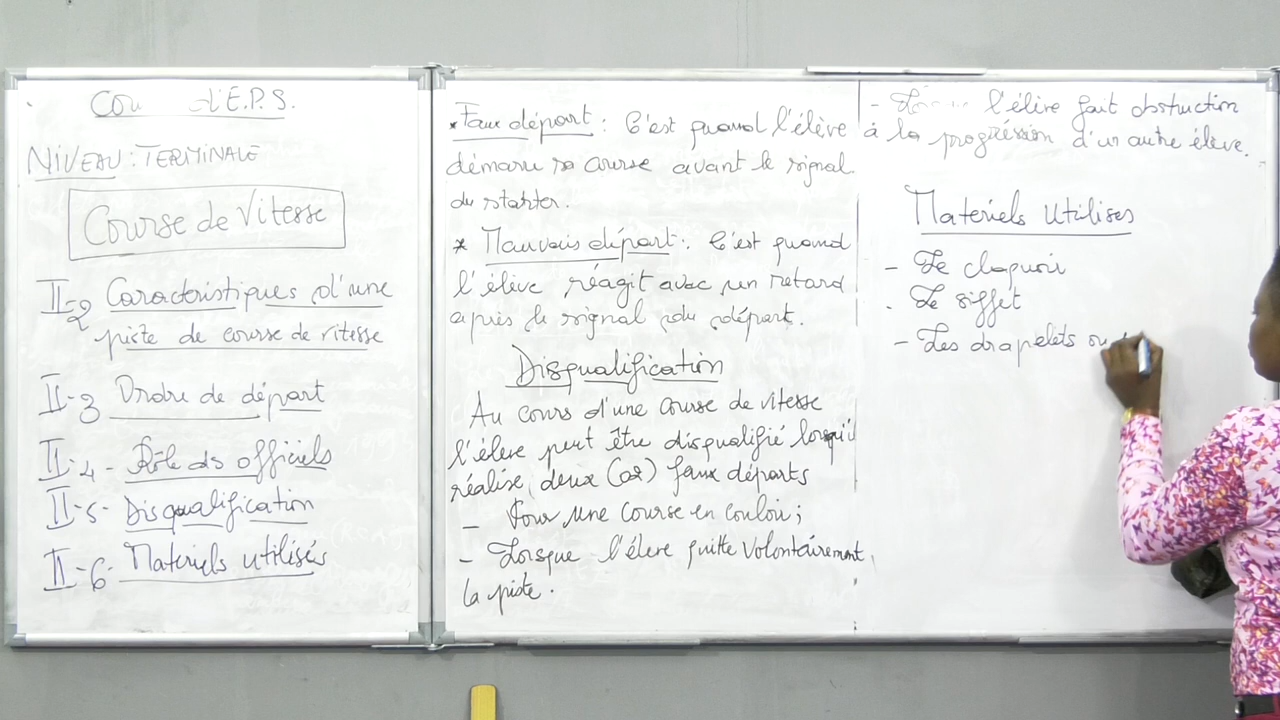 Cou d'E.P.S.
NIVEAU : TERMINALE
Course de Vitesse
II-2 Caracteristiques d'une
piste de course de vitesse
II-3 Ordre de départ
II-4 - Rôle des officiels
II-5- Disqualification
II-6- Materiels utilisés
* Faux départ : C'est quand l'élève
démarre sa course avant le signal
du starter.
* Mauvais départ : C'est quand
l'élève réagit avec un retard
après le signal du départ.
Disqualification
Au cours d'une course de vitesse
l'élève peut être disqualifié lorsqu'il
réalise deux (02) faux départs
- Pour une course en couloir ;
- Lorsque l'élève quitte volontairement
la piste.
- l'élève fait obstruction
à la progréssion d'un autre élève.
Materiels Utilises
- Le claquoir
- Le sifflet
- Les drapelets ou